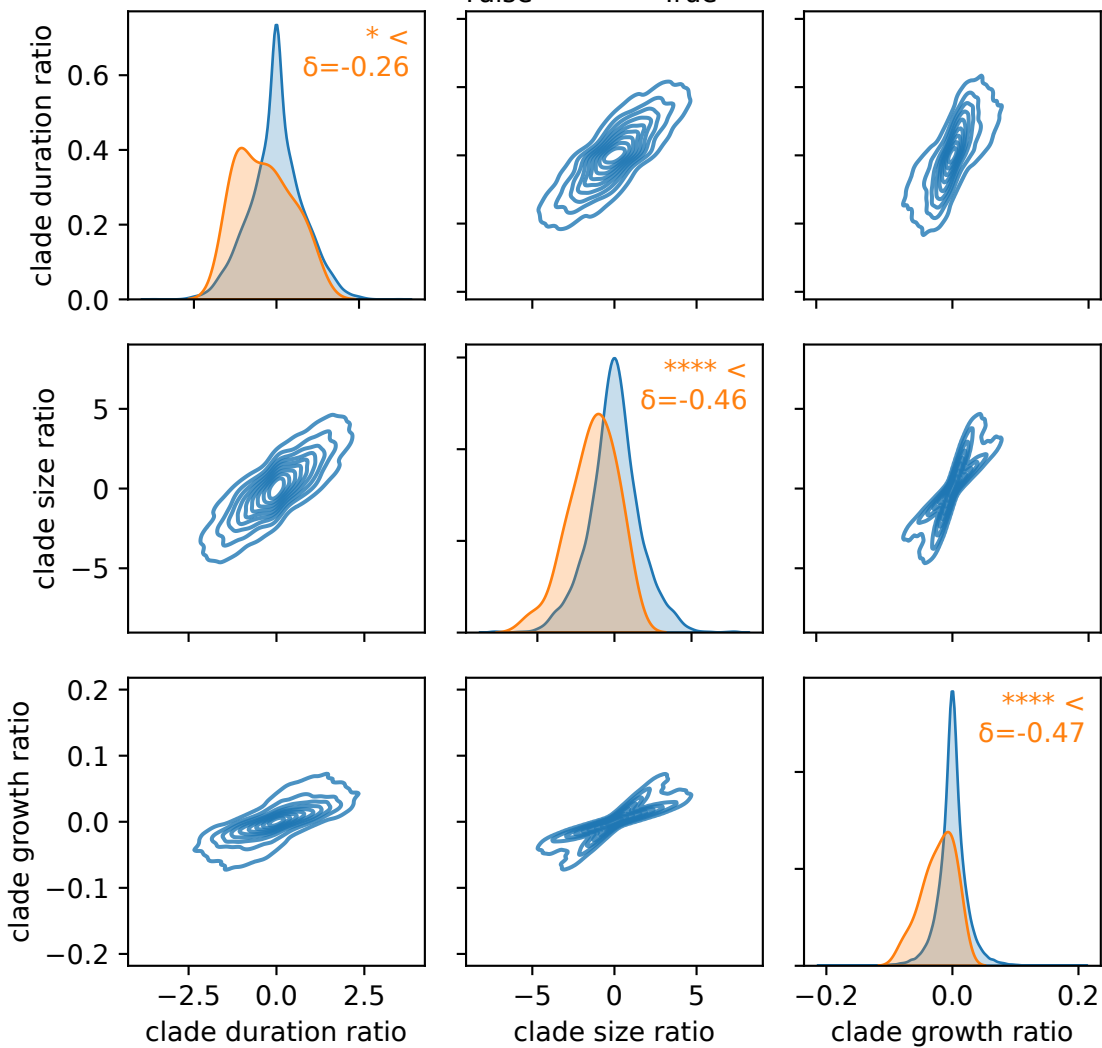 clade duration ratio
0.6
0.4
0.2
0.0
* <
δ=-0.26
clade size ratio
5
0
−5
**** <
δ=-0.46
clade growth ratio
0.2
0.1
0.0
−0.1
−0.2
**** <
δ=-0.47
−2.5 0.0 2.5
−5 0 5
−0.2 0.0 0.2
clade duration ratio
clade size ratio
clade growth ratio